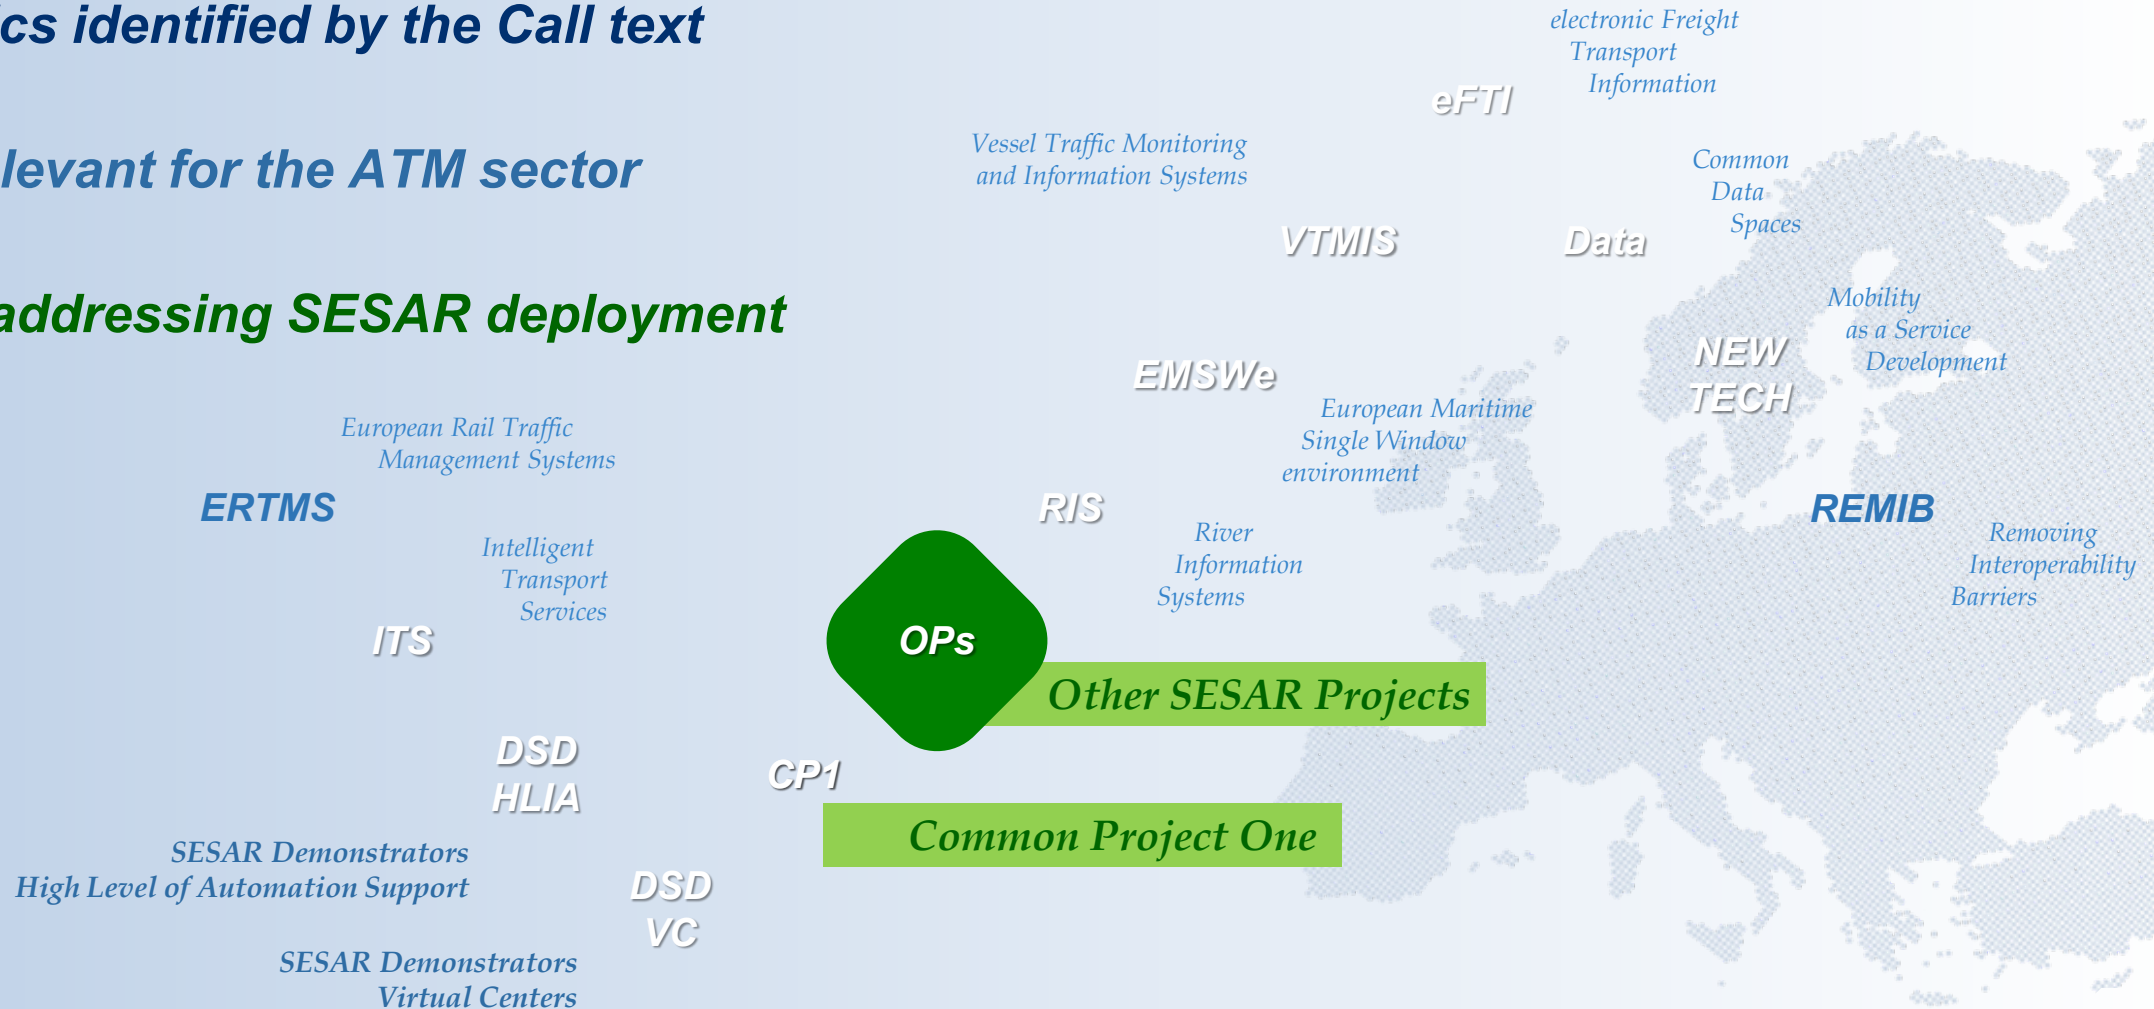 identified by the Call text
for the ATM sector
addressing SESAR deployment
electronic Freight
Transport
Information
eFTI
Vessel Traffic Monitoring
and Information Systems
VTMIS
Common
Data
Spaces
Data
Mobility
as a Service
Development
NEW
TECH
EMSWe
European Maritime
Single Window
environment
European Rail Traffic
Management Systems
ERTMS
RIS
River
Information
Systems
REMIB
Removing
Interoperability
Barriers
Intelligent
Transport
Services
ITS
OPs
Other SESAR Projects
DSD
HLIA
CP1
Common Project One
SESAR Demonstrators
High Level of Automation Support
DSD
VC
SESAR Demonstrators
Virtual Centers